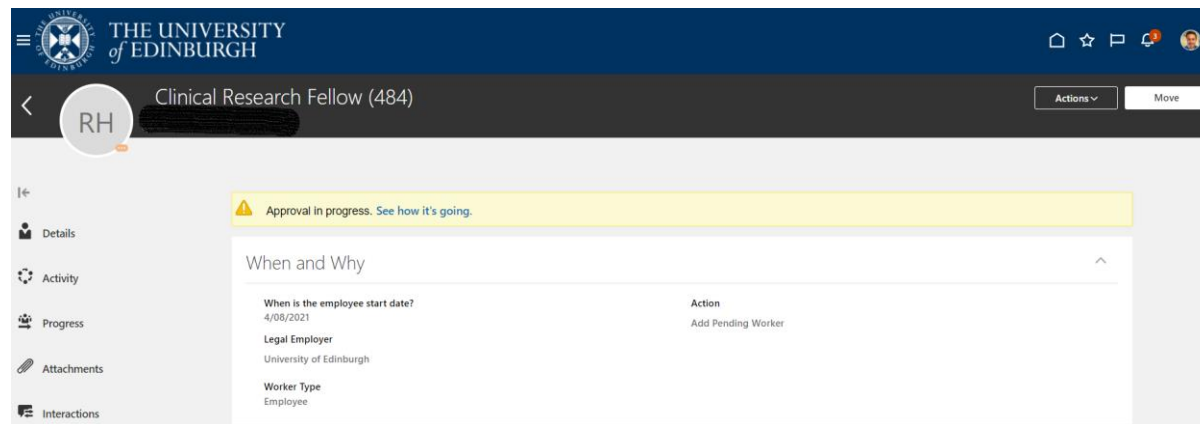 THE UNIVERSITY
of EDINBURGH
3
Clinical Research Fellow (484)
RH
Actions
Move
Approval in progress. See how it's going.
Details
Activity
Progress
Attachments
Interactions
When and Why
When is the employee start date?
4/08/2021
Action
Add Pending Worker
Legal Employer
University of Edinburgh
Worker Type
Employee